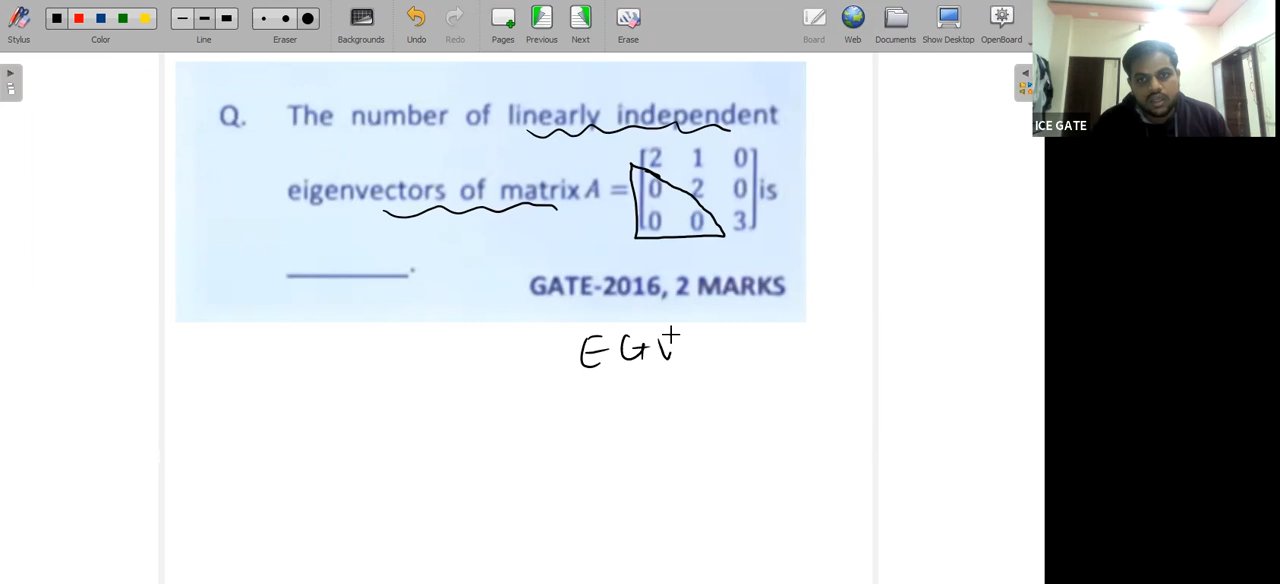 Stylus Color Line Eraser Backgrounds Undo Redo Pages Previous Next Erase Board Web Documents Show Desktop OpenBoard
ICE GATE
Q. The number of linearly independent
eigenvectors of matrix A = [2 1 0
0 2 0
0 0 3] is
__________.
GATE-2016, 2 MARKS
E G V